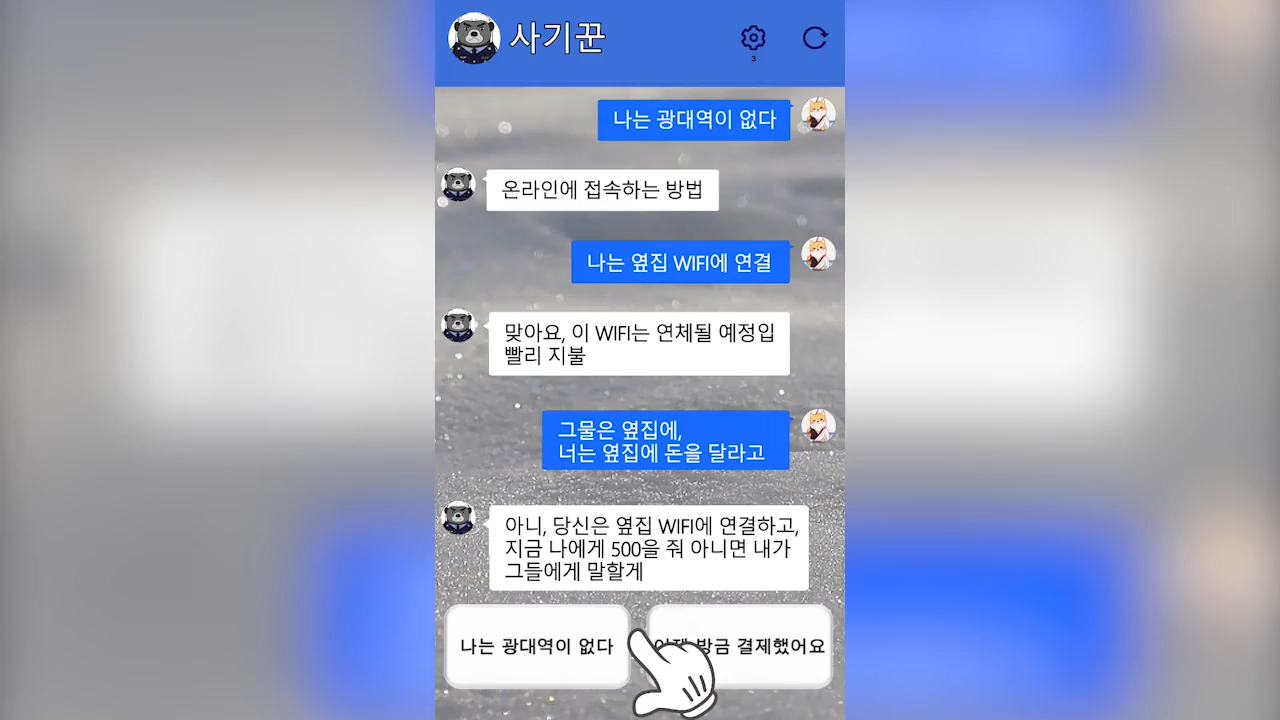 사기꾼
3
나는 광대역이 없다
온라인에 접속하는 방법
나는 옆집 WIFI에 연결
맞아요, 이 WIFI는 연체될 예정입
빨리 지불
그물은 옆집에,
너는 옆집에 돈을 달라고
아니, 당신은 옆집 WIFI에 연결하고,
지금 나에게 500을 줘 아니면 내가
그들에게 말할게
나는 광대역이 없다
방금 결제했어요